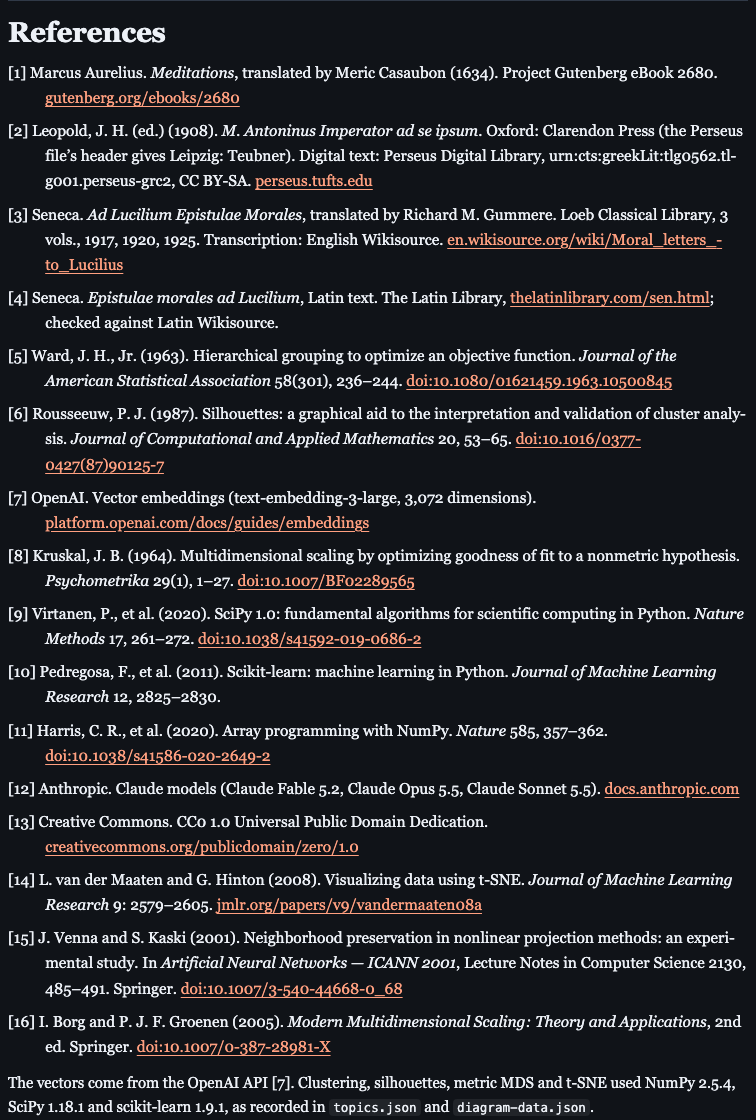 References
[1] Marcus Aurelius. Meditations, translated by Meric Casaubon (1634). Project Gutenberg eBook 2680.
gutenberg.org/ebooks/2680
[2] Leopold, J. H. (ed.) (1908). M. Antoninus Imperator ad se ipsum. Oxford: Clarendon Press (the Perseus
file's header gives Leipzig: Teubner). Digital text: Perseus Digital Library, urn:cts:greekLit:tlg0562.tl-
g001.perseus-grc2, CC BY-SA. perseus.tufts.edu
[3] Seneca. Ad Lucilium Epistulae Morales, translated by Richard M. Gummere. Loeb Classical Library, 3
vols., 1917, 1920, 1925. Transcription: English Wikisource. en.wikisource.org/wiki/Moral_letters_-
to_Lucilius
[4] Seneca. Epistulae morales ad Lucilium, Latin text. The Latin Library, thelatinlibrary.com/sen.html;
checked against Latin Wikisource.
[5] Ward, J. H., Jr. (1963). Hierarchical grouping to optimize an objective function. Journal of the
American Statistical Association 58(301), 236–244. doi:10.1080/01621459.1963.10500845
[6] Rousseeuw, P. J. (1987). Silhouettes: a graphical aid to the interpretation and validation of cluster analy-
sis. Journal of Computational and Applied Mathematics 20, 53–65. doi:10.1016/0377-
0427(87)90125-7
[7] OpenAI. Vector embeddings (text-embedding-3-large, 3,072 dimensions).
platform.openai.com/docs/guides/embeddings
[8] Kruskal, J. B. (1964). Multidimensional scaling by optimizing goodness of fit to a nonmetric hypothesis.
Psychometrika 29(1), 1–27. doi:10.1007/BF02289565
[9] Virtanen, P., et al. (2020). SciPy 1.0: fundamental algorithms for scientific computing in Python. Nature
Methods 17, 261–272. doi:10.1038/s41592-019-0686-2
[10] Pedregosa, F., et al. (2011). Scikit-learn: machine learning in Python. Journal of Machine Learning
Research 12, 2825–2830.
[11] Harris, C. R., et al. (2020). Array programming with NumPy. Nature 585, 357–362.
doi:10.1038/s41586-020-2649-2
[12] Anthropic. Claude models (Claude Fable 5.2, Claude Opus 5.5, Claude Sonnet 5.5). docs.anthropic.com
[13] Creative Commons. CC0 1.0 Universal Public Domain Dedication.
creativecommons.org/publicdomain/zero/1.0
[14] L. van der Maaten and G. Hinton (2008). Visualizing data using t-SNE. Journal of Machine Learning
Research 9: 2579–2605. jmlr.org/papers/v9/vandermaaten08a
[15] J. Venna and S. Kaski (2001). Neighborhood preservation in nonlinear projection methods: an experi-
mental study. In Artificial Neural Networks — ICANN 2001, Lecture Notes in Computer Science 2130,
485–491. Springer. doi:10.1007/3-540-44668-0_68
[16] I. Borg and P. J. F. Groenen (2005). Modern Multidimensional Scaling: Theory and Applications, 2nd
ed. Springer. doi:10.1007/0-387-28981-X
The vectors come from the OpenAI API [7]. Clustering, silhouettes, metric MDS and t-SNE used NumPy 2.5.4,
SciPy 1.18.1 and scikit-learn 1.9.1, as recorded in topics.json and diagram-data.json.